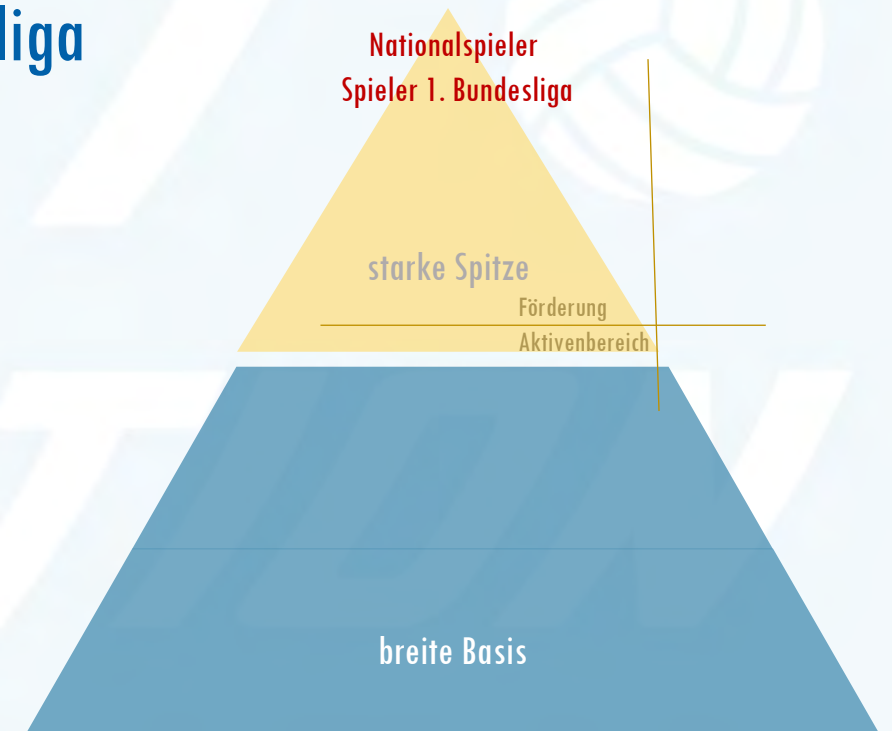 liga
Nationalspieler
Spieler 1. Bundesliga
starke Spitze
Förderung
Aktivenbereich
breite Basis